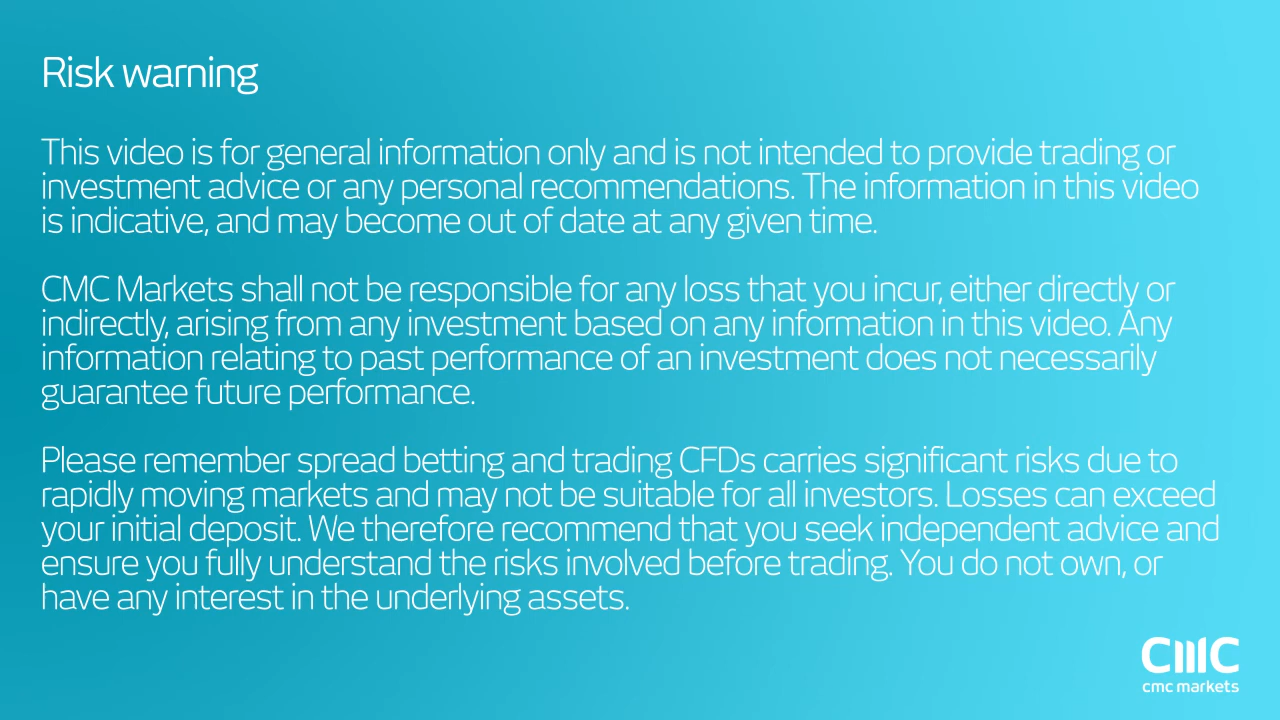 Risk warning
This video is for general information only and is not intended to provide trading or
investment advice or any personal recommendations. The information in this video
is indicative, and may become out of date at any given time.
CMC Markets shall not be responsible for any loss that you incur, either directly or
indirectly, arising from any investment based on any information in this video. Any
information relating to past performance of an investment does not necessarily
guarantee future performance.
Please remember spread betting and trading CFDs carries significant risks due to
rapidly moving markets and may not be suitable for all investors. Losses can exceed
your initial deposit. We therefore recommend that you seek independent advice and
ensure you fully understand the risks involved before trading. You do not own, or
have any interest in the underlying assets.
CMC
cmc markets